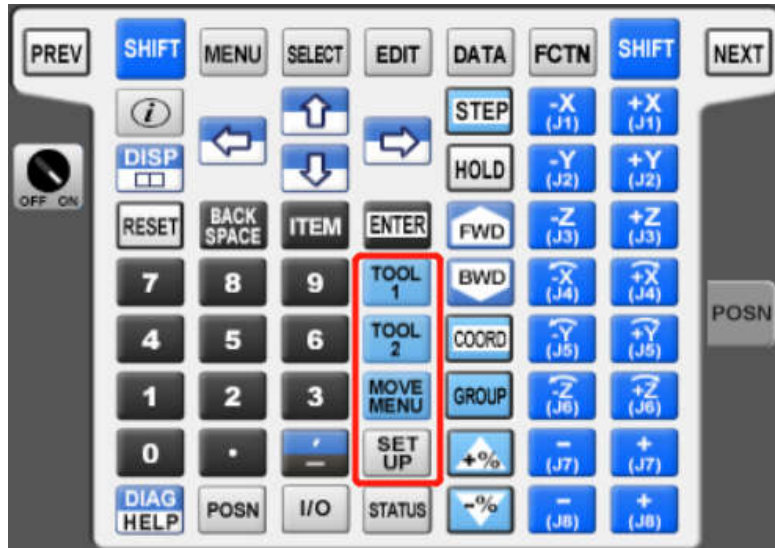 PREV SHIFT MENU SELECT EDIT DATA FCTN SHIFT NEXT
i STEP -X (J1) +X (J1)
DISP HOLD -Y (J2) +Y (J2)
OFF ON
RESET BACK SPACE ITEM ENTER FWD -Z (J3) +Z (J3)
7 8 9 TOOL 1 BWD -X (J4) +X (J4)
POSN
4 5 6 TOOL 2 COORD -Y (J5) +Y (J5)
1 2 3 MOVE MENU GROUP -Z (J6) +Z (J6)
0 . , - SET UP +% - (J7) + (J7)
DIAG HELP POSN I/O STATUS -% - (J8) + (J8)